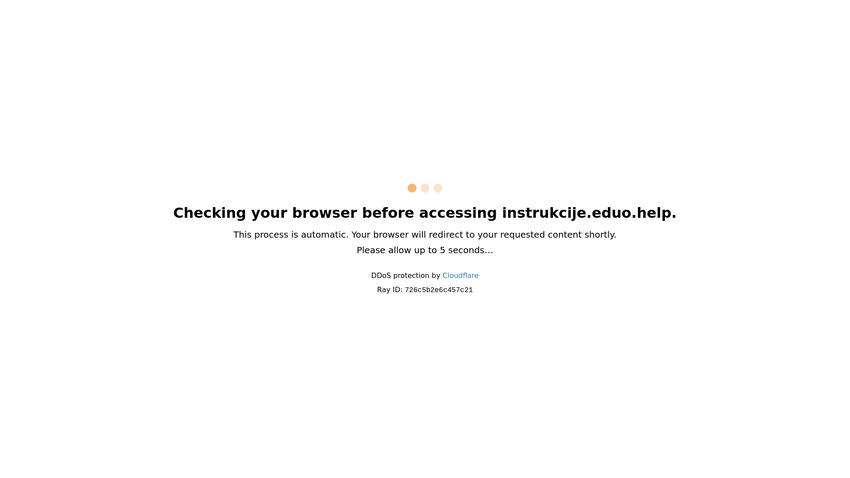 Checking your browser before accessing instrukcije.eduo.help.
This process is automatic. Your browser will redirect to your requested content shortly.
Please allow up to 5 seconds...
DDoS protection by Cloudflare
Ray ID: 726c5b2e6c457c21